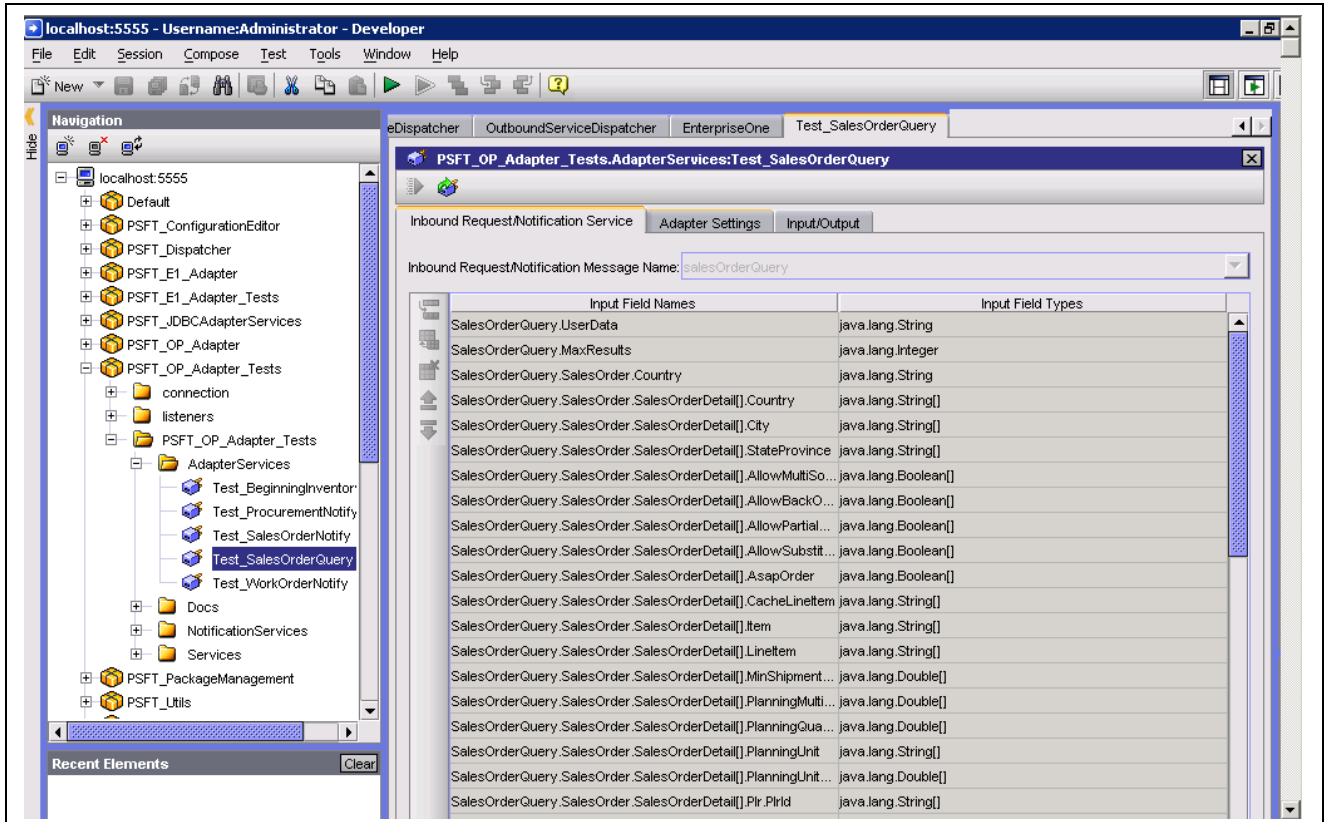 localhost:5555 - Username:Administrator - Developer
File Edit Session Compose Test Tools Window Help
New
Hide
Navigation
localhost:5555
Default
PSFT_ConfigurationEditor
PSFT_Dispatcher
PSFT_E1_Adapter
PSFT_E1_Adapter_Tests
PSFT_JDBCAdapterServices
PSFT_OP_Adapter
PSFT_OP_Adapter_Tests
connection
listeners
PSFT_OP_Adapter_Tests
AdapterServices
Test_BeginningInventor
Test_ProcurementNotify
Test_SalesOrderNotify
Test_SalesOrderQuery
Test_WorkOrderNotify
Docs
NotificationServices
Services
PSFT_PackageManagement
PSFT_Utils
Recent Elements Clear
eDispatcher OutboundServiceDispatcher EnterpriseOne Test_SalesOrderQuery
PSFT_OP_Adapter_Tests.AdapterServices:Test_SalesOrderQuery
Inbound Request/Notification Service Adapter Settings Input/Output
Inbound Request/Notification Message Name: salesOrderQuery
Input Field Names Input Field Types
SalesOrderQuery.UserData java.lang.String
SalesOrderQuery.MaxResults java.lang.Integer
SalesOrderQuery.SalesOrder.Country java.lang.String
SalesOrderQuery.SalesOrder.SalesOrderDetail[].Country java.lang.String[]
SalesOrderQuery.SalesOrder.SalesOrderDetail[].City java.lang.String[]
SalesOrderQuery.SalesOrder.SalesOrderDetail[].StateProvince java.lang.String[]
SalesOrderQuery.SalesOrder.SalesOrderDetail[].AllowMultiSo... java.lang.Boolean[]
SalesOrderQuery.SalesOrder.SalesOrderDetail[].AllowBackO... java.lang.Boolean[]
SalesOrderQuery.SalesOrder.SalesOrderDetail[].AllowPartial... java.lang.Boolean[]
SalesOrderQuery.SalesOrder.SalesOrderDetail[].AllowSubstit... java.lang.Boolean[]
SalesOrderQuery.SalesOrder.SalesOrderDetail[].AsapOrder java.lang.Boolean[]
SalesOrderQuery.SalesOrder.SalesOrderDetail[].CacheLineItem java.lang.String[]
SalesOrderQuery.SalesOrder.SalesOrderDetail[].Item java.lang.String[]
SalesOrderQuery.SalesOrder.SalesOrderDetail[].LineItem java.lang.String[]
SalesOrderQuery.SalesOrder.SalesOrderDetail[].MinShipment... java.lang.Double[]
SalesOrderQuery.SalesOrder.SalesOrderDetail[].PlanningMulti... java.lang.Double[]
SalesOrderQuery.SalesOrder.SalesOrderDetail[].PlanningQua... java.lang.Double[]
SalesOrderQuery.SalesOrder.SalesOrderDetail[].PlanningUnit java.lang.String[]
SalesOrderQuery.SalesOrder.SalesOrderDetail[].PlanningUnit... java.lang.Double[]
SalesOrderQuery.SalesOrder.SalesOrderDetail[].Plr.PlrId java.lang.String[]